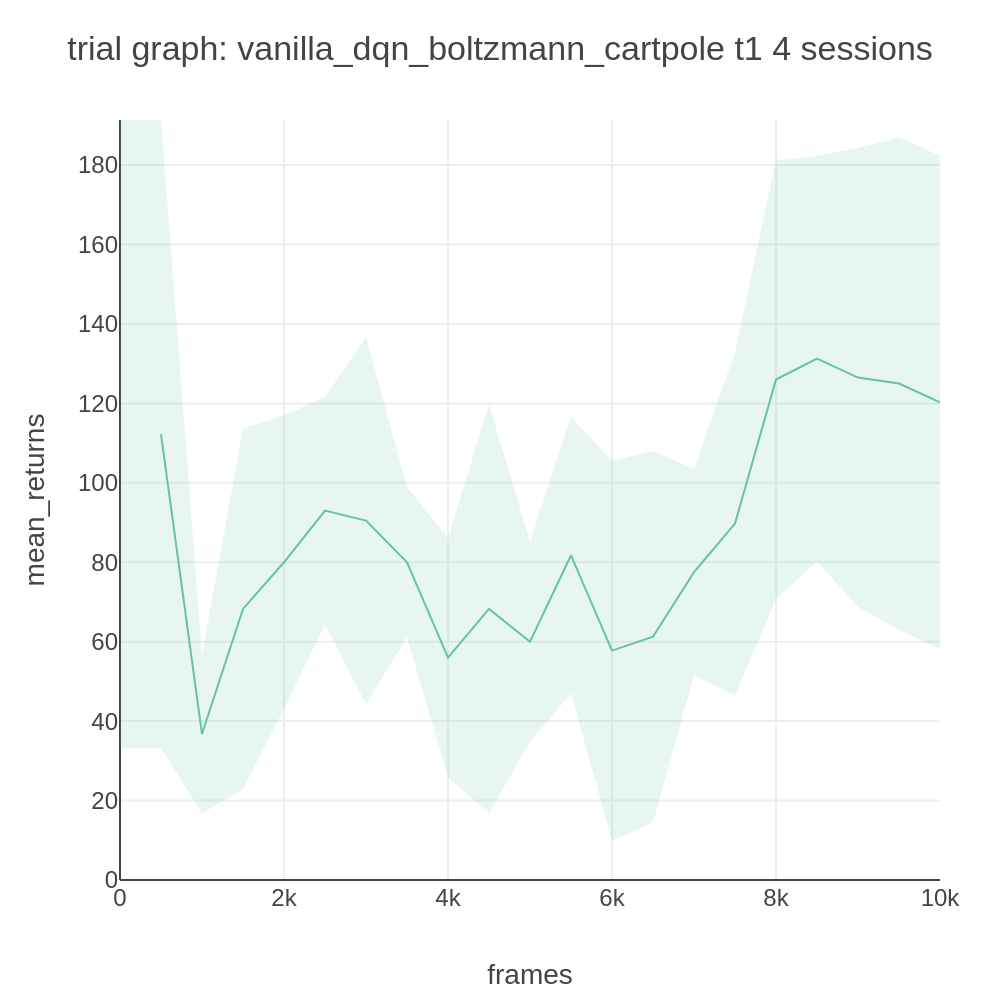 trial graph: vanilla_dqn_boltzmann_cartpole t1 4 sessions
180
160
140
120
100
80
60
40
20
0
mean_returns
0 2k 4k 6k 8k 10k
frames